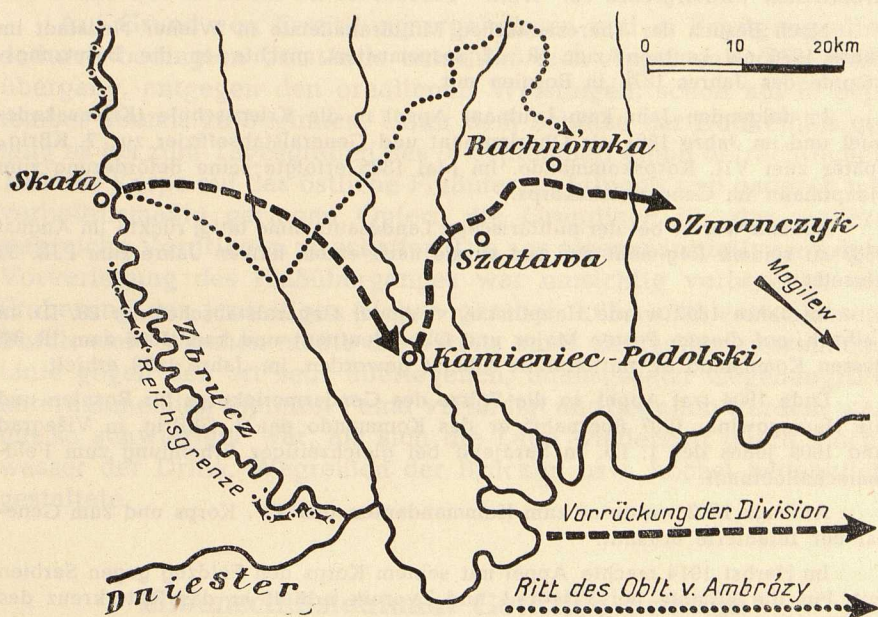 0 10 20km
Rachnówka
Skała
Zwanczyk
Szatawa
Mogilew
Kamieniec-Podolski
Zbrucz
Reichsgrenze
Vorrückung der Division
Dniester
Ritt des Oblt. v. Ambrózy